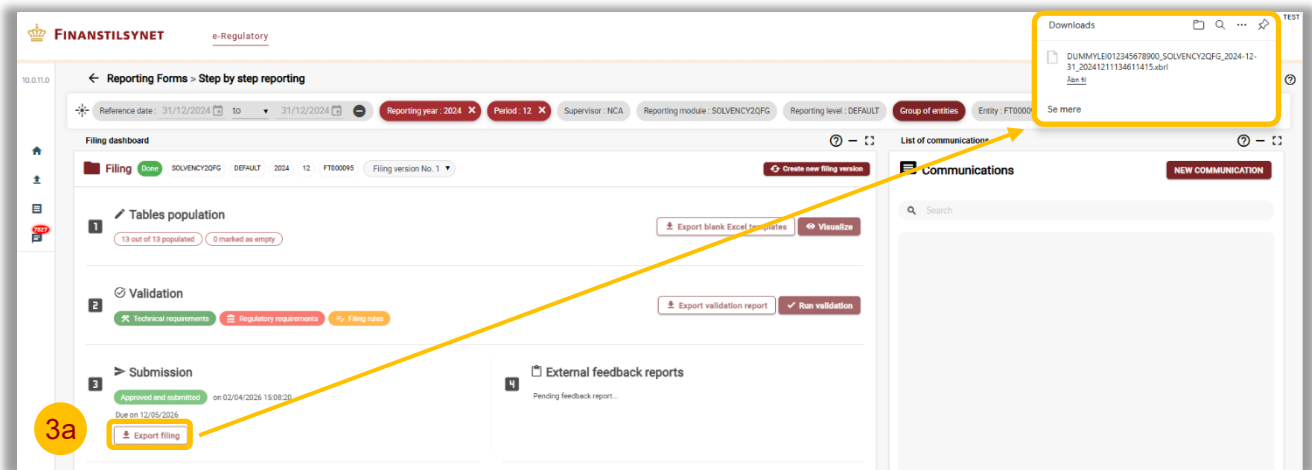 TEST
FINANSTILSYNET
e-Regulatory
Downloads
DUMMYLEI012345678900_SOLVENCY2QFG_2024-12-
31_20241211134611415.xbrl
Åbn fil
Se mere
10.0.11.0
← Reporting Forms > Step by step reporting
Reference date : 31/12/2024 to 31/12/2024 Reporting year : 2024 Period : 12 Supervisor : NCA Reporting module : SOLVENCY2QFG Reporting level : DEFAULT Group of entities Entity : FT000095
Filing dashboard
Filing Done SOLVENCY2QFG DEFAULT 2024 12 FT000095 Filing version No. 1 Create new filing version
1 Tables population
13 out of 13 populated 0 marked as empty
Export blank Excel templates Visualize
7827
2 Validation
Technical requirements Regulatory requirements Filing rules
Export validation report Run validation
3 Submission
Approved and submitted on 02/04/2026 15:08:20
Due on 12/05/2026
3a
Export filing
4 External feedback reports
Pending feedback report...
List of communications
Communications NEW COMMUNICATION
Search